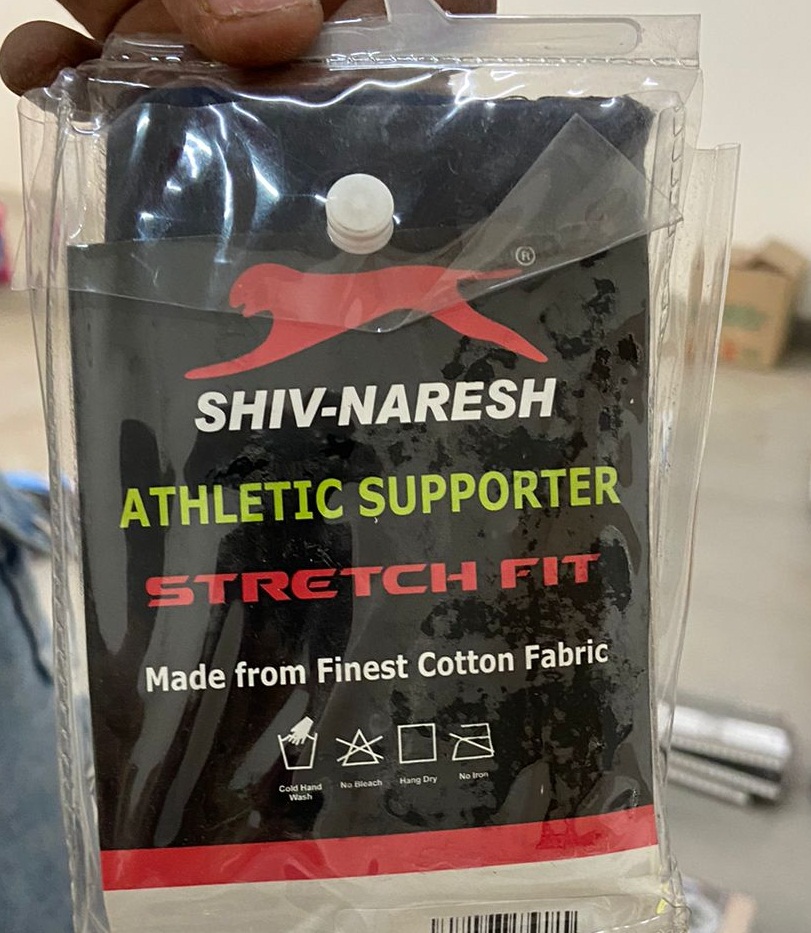 ®
SHIV-NARESH
ATHLETIC SUPPORTER
STRETCH FIT
Made from Finest Cotton Fabric
Cold Hand Wash
No Bleach
Hang Dry
No Iron